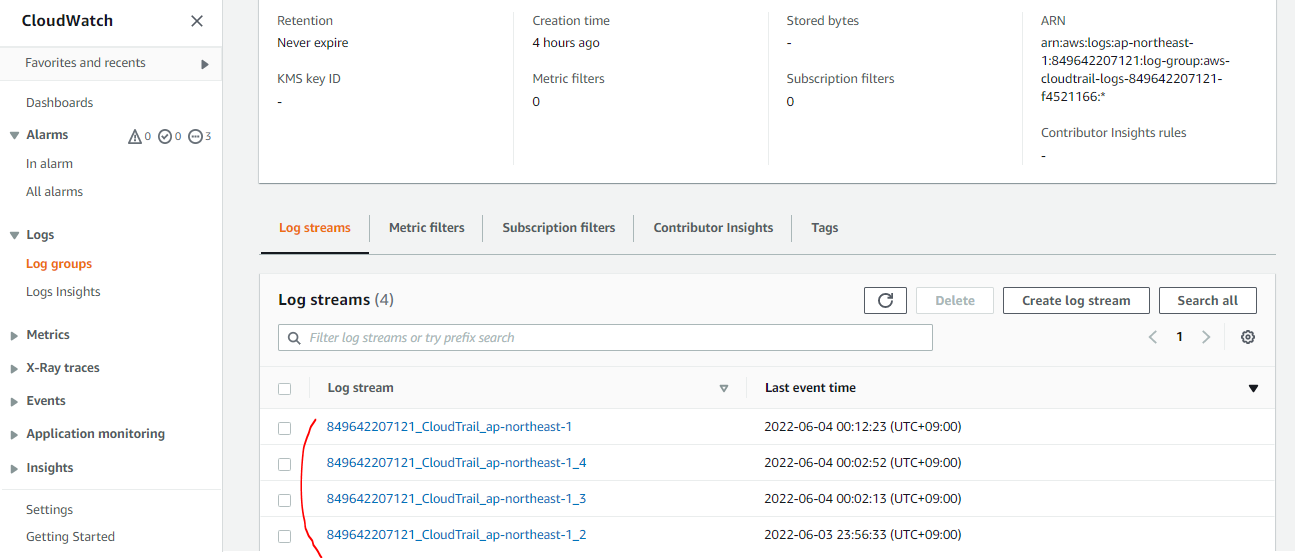 CloudWatch
Favorites and recents
Dashboards
Alarms 0 0 3
In alarm
All alarms
Logs
Log groups
Logs Insights
Metrics
X-Ray traces
Events
Application monitoring
Insights
Settings
Getting Started
Retention
Never expire
KMS key ID
-
Creation time
4 hours ago
Metric filters
0
Stored bytes
-
Subscription filters
0
ARN
arn:aws:logs:ap-northeast-
1:849642207121:log-group:aws-
cloudtrail-logs-849642207121-
f4521166:*
Contributor Insights rules
-
Log streams Metric filters Subscription filters Contributor Insights Tags
Log streams (4) Delete Create log stream Search all
Filter log streams or try prefix search 1
Log stream Last event time
849642207121_CloudTrail_ap-northeast-1 2022-06-04 00:12:23 (UTC+09:00)
849642207121_CloudTrail_ap-northeast-1_4 2022-06-04 00:02:52 (UTC+09:00)
849642207121_CloudTrail_ap-northeast-1_3 2022-06-04 00:02:13 (UTC+09:00)
849642207121_CloudTrail_ap-northeast-1_2 2022-06-03 23:56:33 (UTC+09:00)